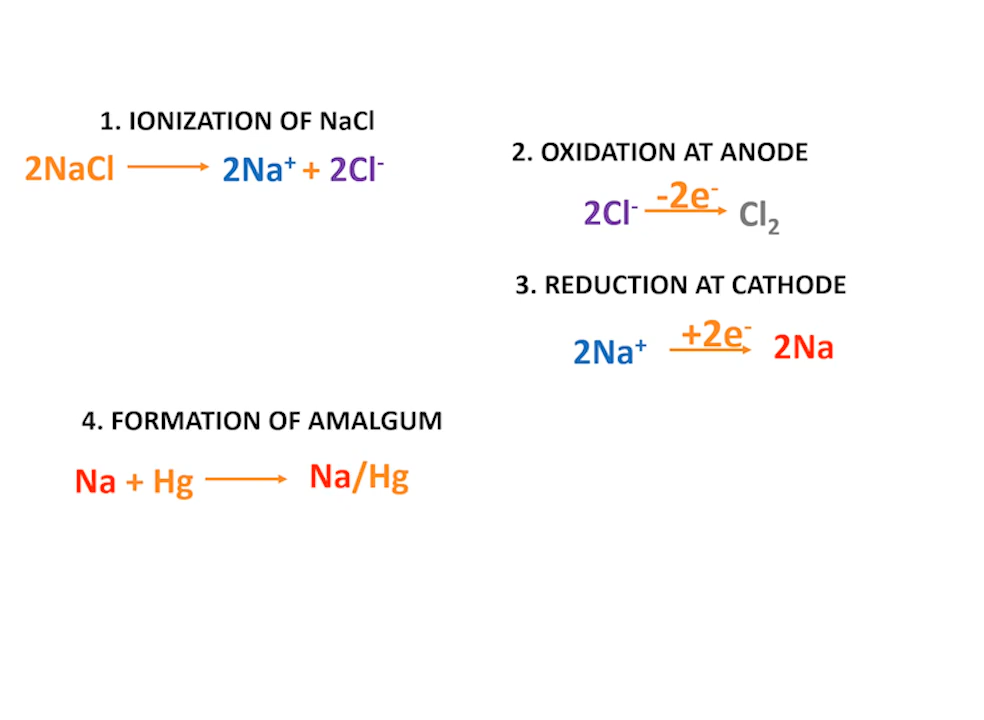 1. IONIZATION OF NaCl
2NaCl ⟶ 2Na⁺ + 2Cl⁻
2. OXIDATION AT ANODE
2Cl⁻ -2e⁻⟶ Cl₂
3. REDUCTION AT CATHODE
2Na⁺ +2e⁻⟶ 2Na
4. FORMATION OF AMALGUM
Na + Hg ⟶ Na/Hg